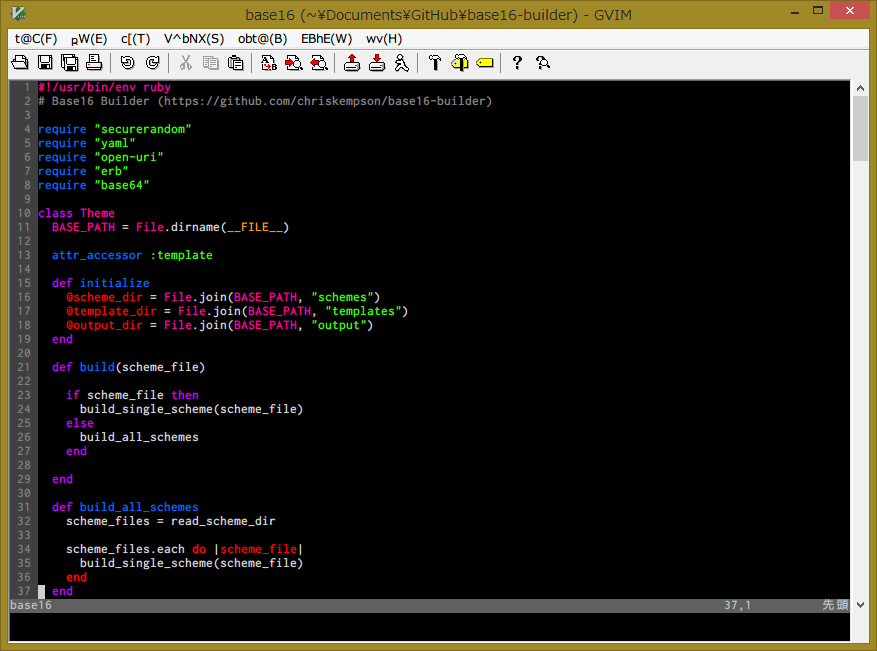 base16 (~¥Documents¥GitHub¥base16-builder) - GVIM
t@C(F) ҏW(E) c[(T) V^bNX(S) obt@(B) EBhE(W) wv(H)
1 #!/usr/bin/env ruby
2 # Base16 Builder (https://github.com/chriskempson/base16-builder)
3
4 require "securerandom"
5 require "yaml"
6 require "open-uri"
7 require "erb"
8 require "base64"
9
10 class Theme
11   BASE_PATH = File.dirname(__FILE__)
12
13   attr_accessor :template
14
15   def initialize
16     @scheme_dir = File.join(BASE_PATH, "schemes")
17     @template_dir = File.join(BASE_PATH, "templates")
18     @output_dir = File.join(BASE_PATH, "output")
19   end
20
21   def build(scheme_file)
22
23     if scheme_file then
24       build_single_scheme(scheme_file)
25     else
26       build_all_schemes
27     end
28
29   end
30
31   def build_all_schemes
32     scheme_files = read_scheme_dir
33
34     scheme_files.each do |scheme_file|
35       build_single_scheme(scheme_file)
36     end
37   end
base16 37,1 先頭